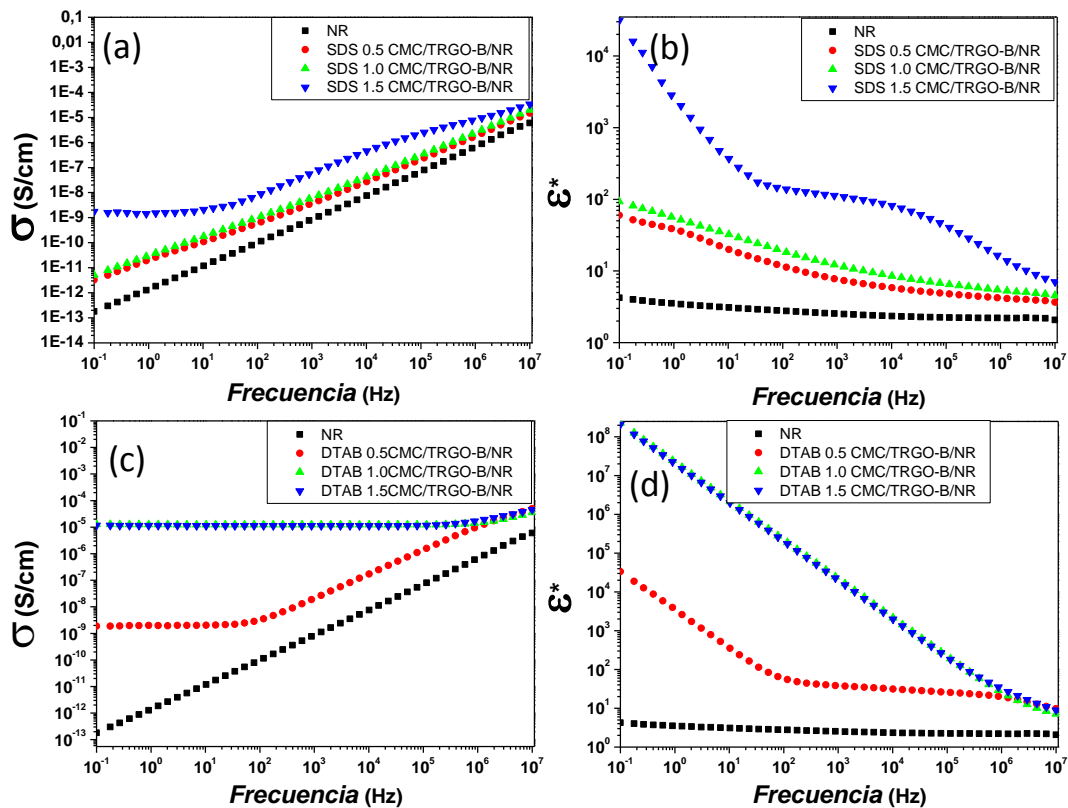 (a)
NR
SDS 0.5 CMC/TRGO-B/NR
SDS 1.0 CMC/TRGO-B/NR
SDS 1.5 CMC/TRGO-B/NR
σ (S/cm)
0,1
0,01
1E-3
1E-4
1E-5
1E-6
1E-7
1E-8
1E-9
1E-10
1E-11
1E-12
1E-13
1E-14
10⁻¹ 10⁰ 10¹ 10² 10³ 10⁴ 10⁵ 10⁶ 10⁷
Frecuencia (Hz)
(b)
NR
SDS 0.5 CMC/TRGO-B/NR
SDS 1.0 CMC/TRGO-B/NR
SDS 1.5 CMC/TRGO-B/NR
ε*
10⁴
10³
10²
10¹
10⁰
10⁻¹ 10⁰ 10¹ 10² 10³ 10⁴ 10⁵ 10⁶ 10⁷
Frecuencia (Hz)
(c)
NR
DTAB 0.5CMC/TRGO-B/NR
DTAB 1.0CMC/TRGO-B/NR
DTAB 1.5CMC/TRGO-B/NR
σ (S/cm)
10⁻¹
10⁻²
10⁻³
10⁻⁴
10⁻⁵
10⁻⁶
10⁻⁷
10⁻⁸
10⁻⁹
10⁻¹⁰
10⁻¹¹
10⁻¹²
10⁻¹³
10⁻¹ 10⁰ 10¹ 10² 10³ 10⁴ 10⁵ 10⁶ 10⁷
Frecuencia (Hz)
(d)
NR
DTAB 0.5 CMC/TRGO-B/NR
DTAB 1.0 CMC/TRGO-B/NR
DTAB 1.5 CMC/TRGO-B/NR
ε*
10⁸
10⁷
10⁶
10⁵
10⁴
10³
10²
10¹
10⁰
10⁻¹ 10⁰ 10¹ 10² 10³ 10⁴ 10⁵ 10⁶ 10⁷
Frecuencia (Hz)